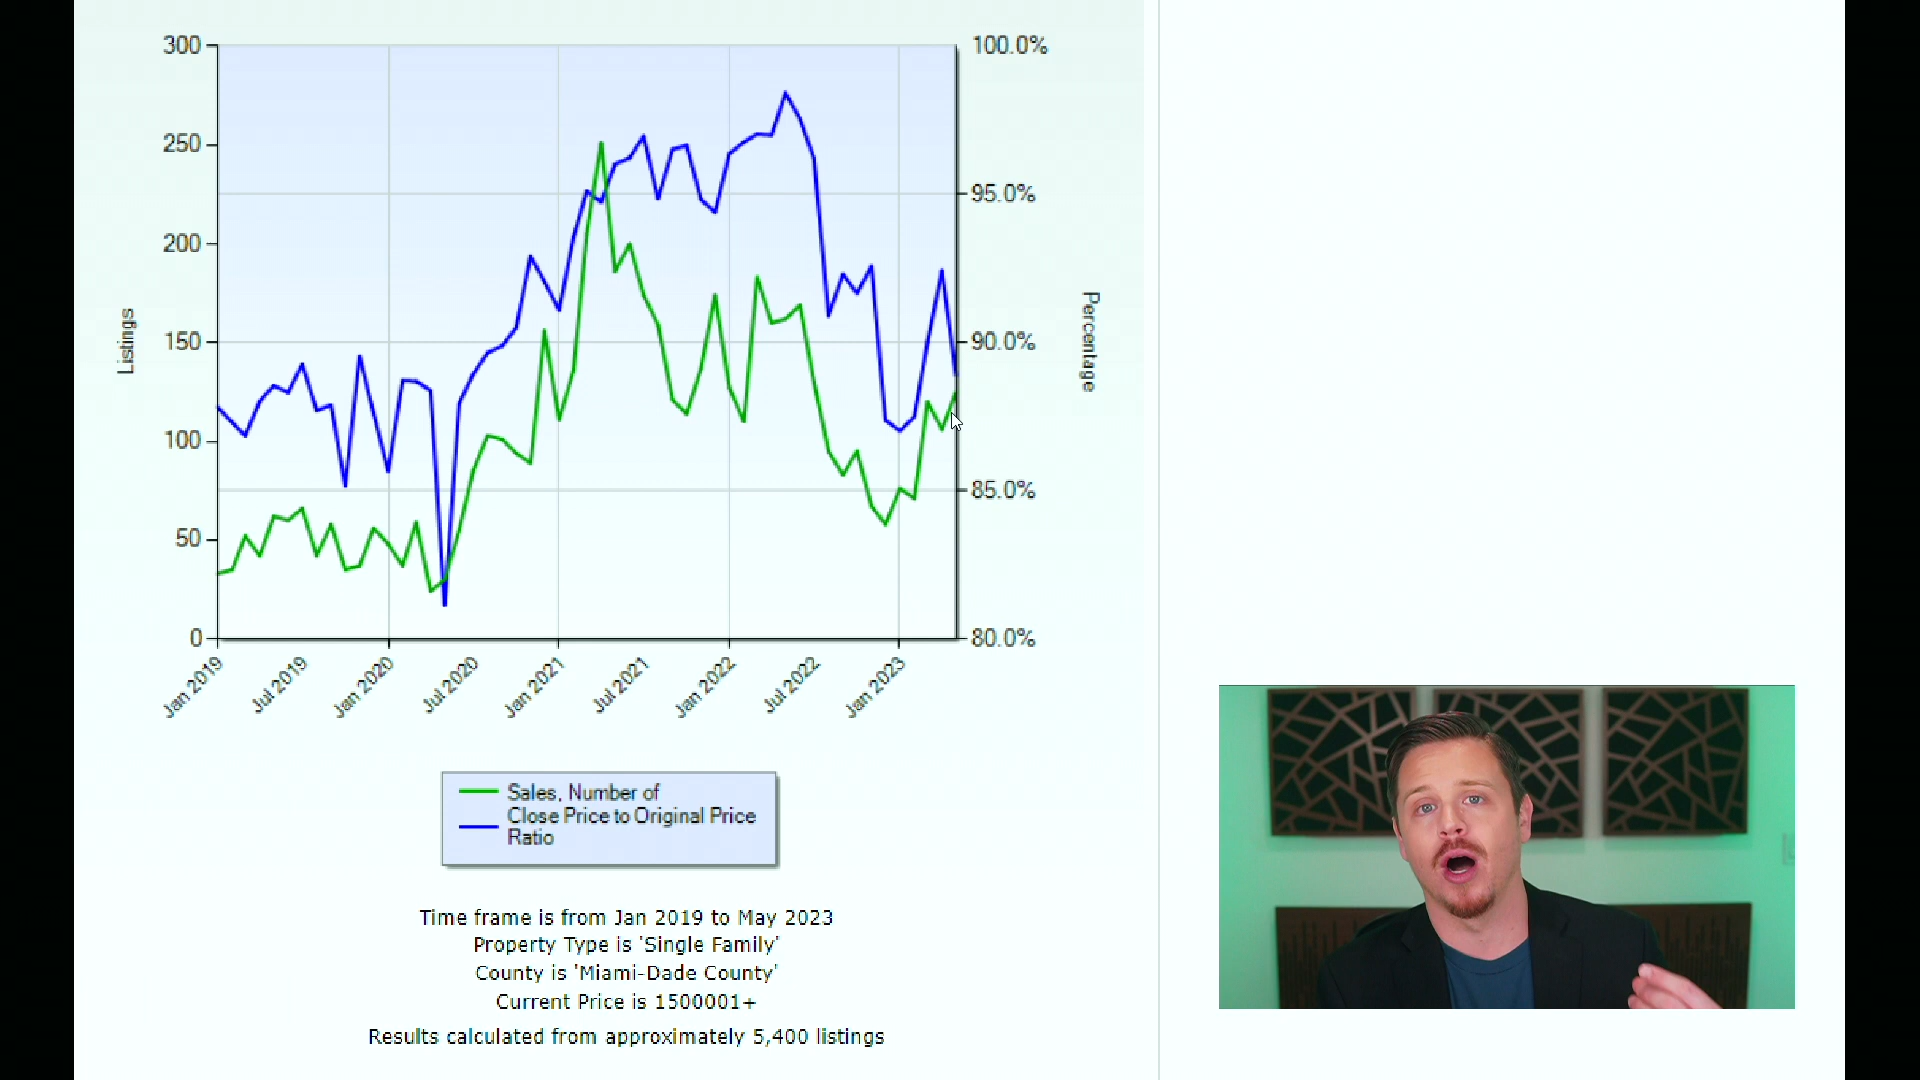 300
250
200
150
100
50
0
Listings
100.0%
95.0%
90.0%
85.0%
80.0%
Percentage
Jan 2019
Jul 2019
Jan 2020
Jul 2020
Jan 2021
Jul 2021
Jan 2022
Jul 2022
Jan 2023
Sales, Number of
Close Price to Original Price
Ratio
Time frame is from Jan 2019 to May 2023
Property Type is 'Single Family'
County is 'Miami-Dade County'
Current Price is 1500001+
Results calculated from approximately 5,400 listings